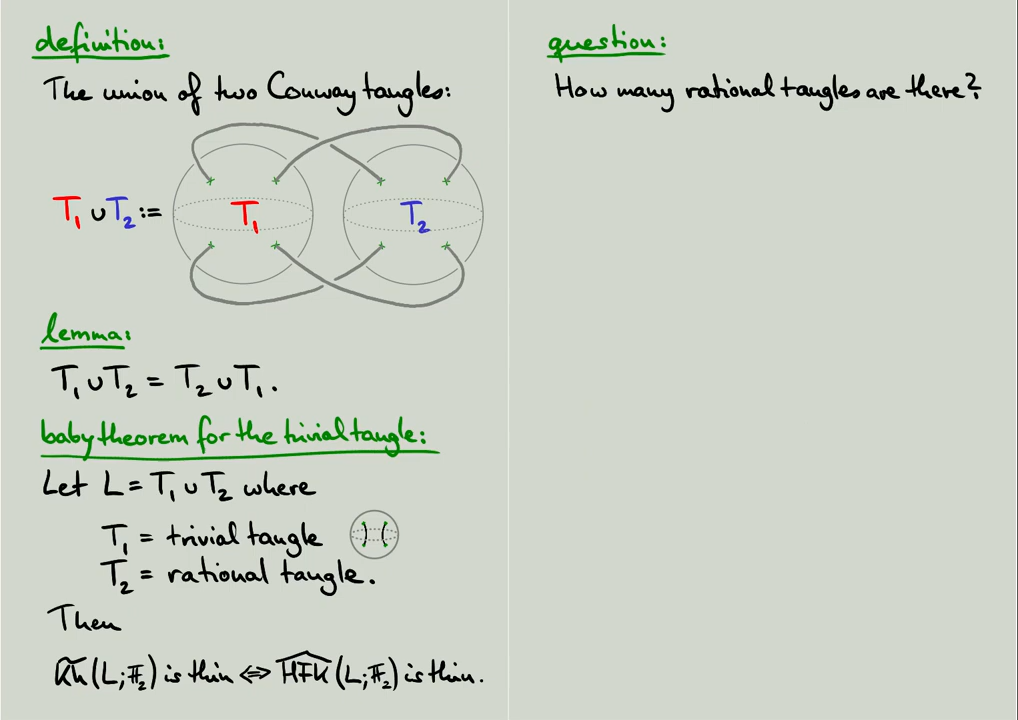 definition:
The union of two Conway tangles:
T₁ ∪ T₂ :=
T₁
T₂
lemma:
T₁ ∪ T₂ = T₂ ∪ T₁.
baby theorem for the trivial tangle:
Let L = T₁ ∪ T₂ where
T₁ = trivial tangle
T₂ = rational tangle.
Then
K̃h(L; 𝔽₂) is thin ⇔ \widehat{HFK}(L; 𝔽₂) is thin.
question:
How many rational tangles are there?